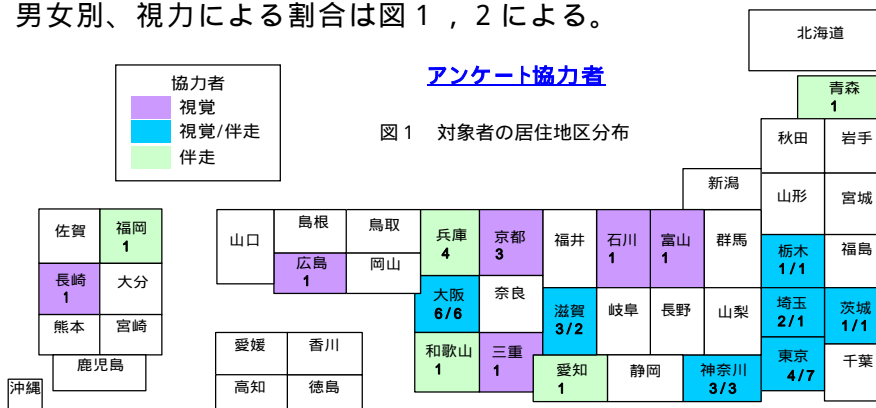 男女別、視力による割合は図１，２による。
アンケート協力者
協力者
視覚
視覚/伴走
伴走
図１ 対象者の居住地区分布
北海道
青森
1
秋田
岩手
新潟
山形
宮城
佐賀
福岡
1
山口
島根
鳥取
兵庫
4
京都
3
福井
石川
1
富山
1
群馬
栃木
1/1
福島
長崎
1
大分
広島
1
岡山
大阪
6/6
奈良
滋賀
3/2
岐阜
長野
山梨
埼玉
2/1
茨城
1/1
熊本
宮崎
愛媛
香川
和歌山
1
三重
1
愛知
1
静岡
神奈川
3/3
東京
4/7
千葉
鹿児島
沖縄
高知
徳島